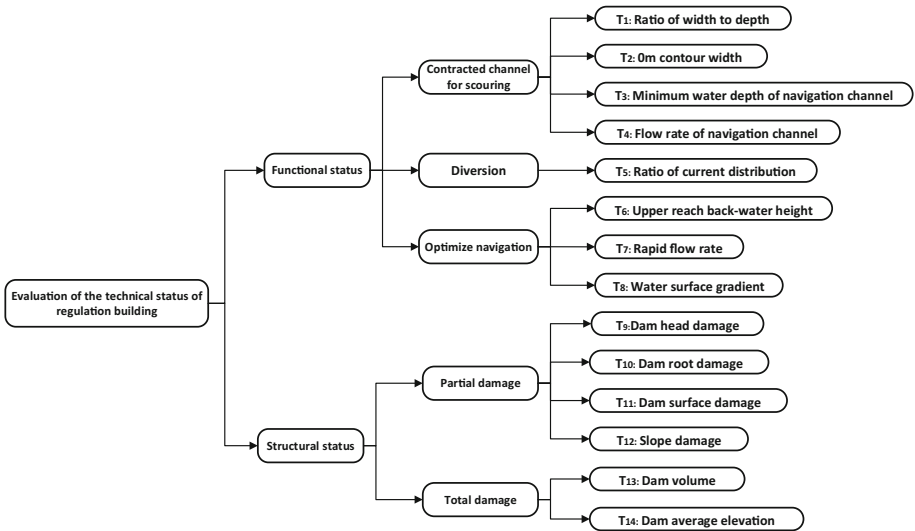 T1: Ratio of width to depth
T2: 0m contour width
Contracted channel
for scouring
T3: Minimum water depth of navigation channel
T4: Flow rate of navigation channel
Functional status
Diversion
T5: Ratio of current distribution
T6: Upper reach back-water height
Optimize navigation
T7: Rapid flow rate
T8: Water surface gradient
Evaluation of the technical status of
regulation building
T9:Dam head damage
T10: Dam root damage
Partial damage
T11: Dam surface damage
T12: Slope damage
Structural status
T13: Dam volume
Total damage
T14: Dam average elevation